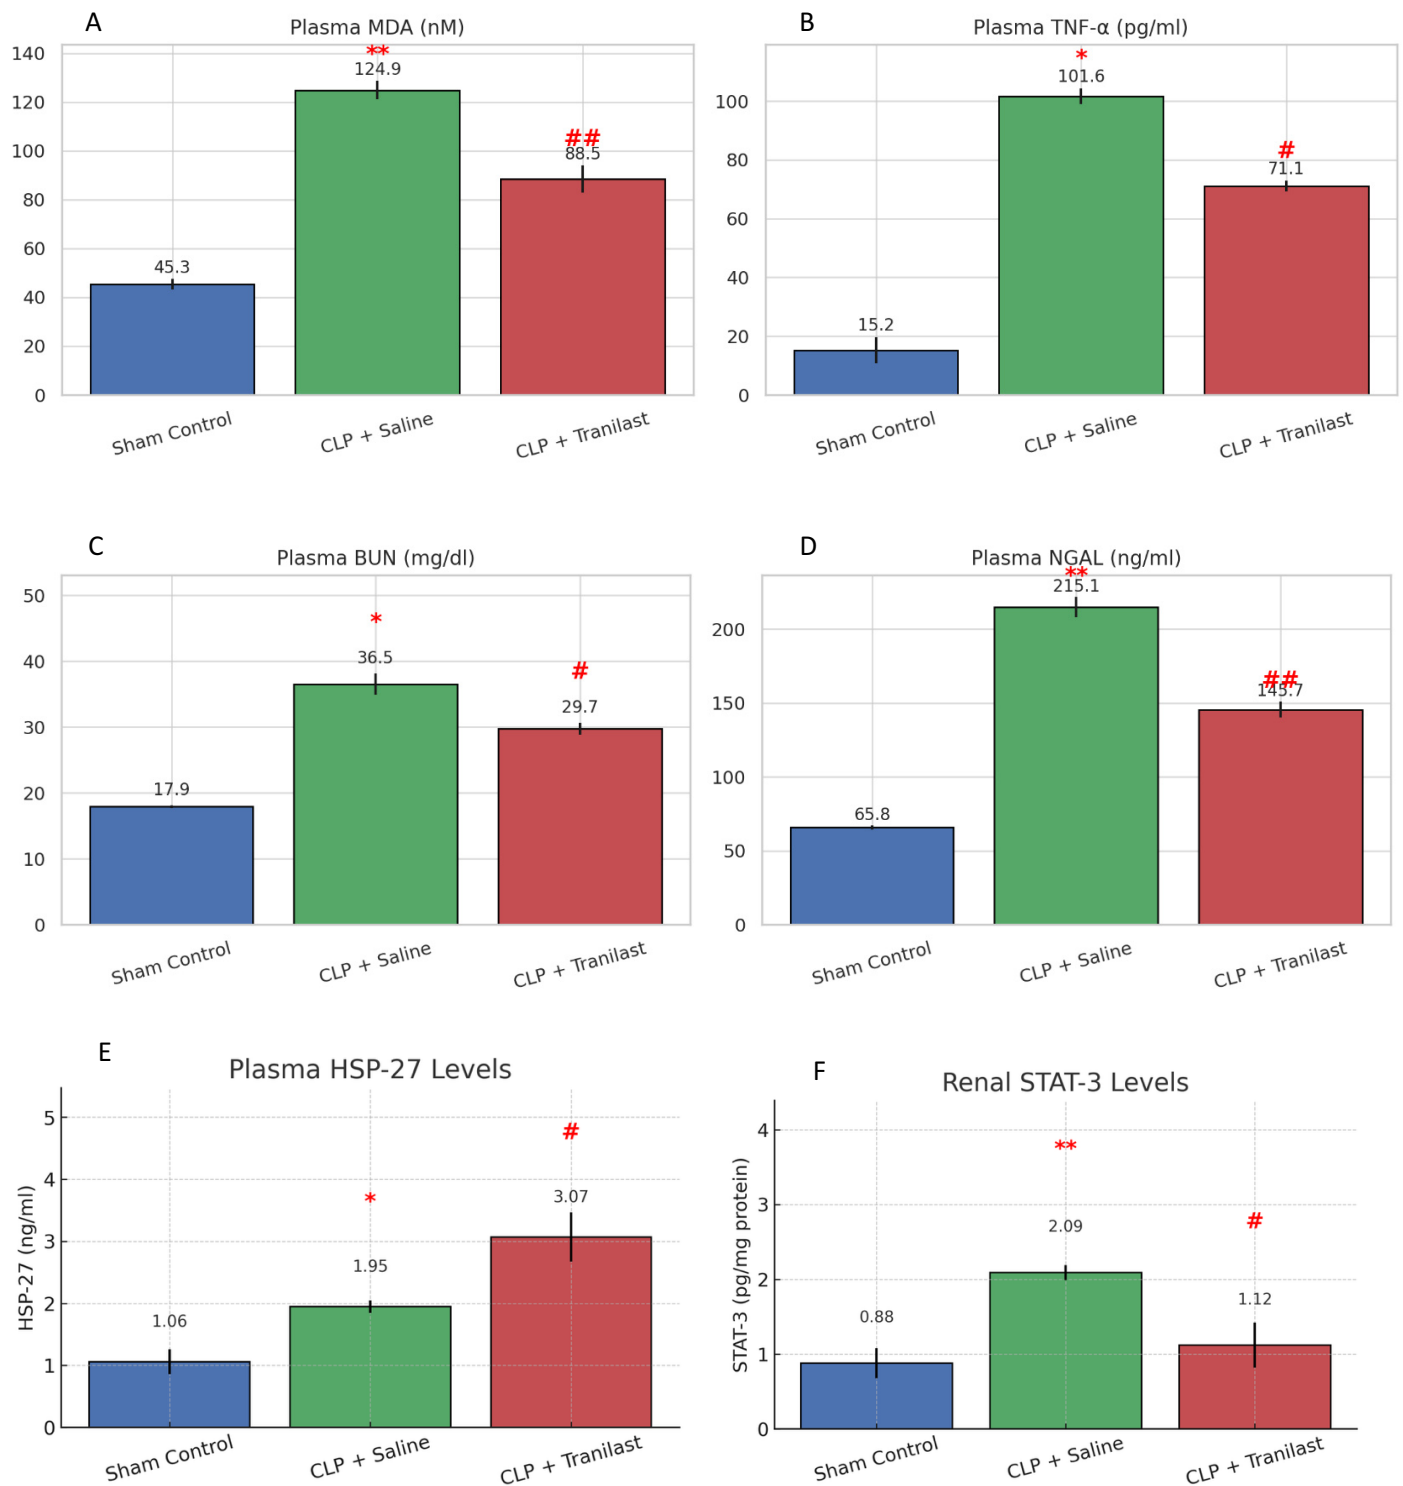 A
Plasma MDA (nM)
140
120
100
80
60
40
20
0
**
124.9
##
88.5
45.3
Sham Control
CLP + Saline
CLP + Tranilast
B
Plasma TNF-α (pg/ml)
100
80
60
40
20
0
*
101.6
#
71.1
15.2
Sham Control
CLP + Saline
CLP + Tranilast
C
Plasma BUN (mg/dl)
50
40
30
20
10
0
*
36.5
#
29.7
17.9
Sham Control
CLP + Saline
CLP + Tranilast
D
Plasma NGAL (ng/ml)
200
150
100
50
0
**
215.1
##
145.7
65.8
Sham Control
CLP + Saline
CLP + Tranilast
E
Plasma HSP-27 Levels
HSP-27 (ng/ml)
5
4
3
2
1
0
#
3.07
*
1.95
1.06
Sham Control
CLP + Saline
CLP + Tranilast
F
Renal STAT-3 Levels
STAT-3 (pg/mg protein)
4
3
2
1
0
**
2.09
#
1.12
0.88
Sham Control
CLP + Saline
CLP + Tranilast